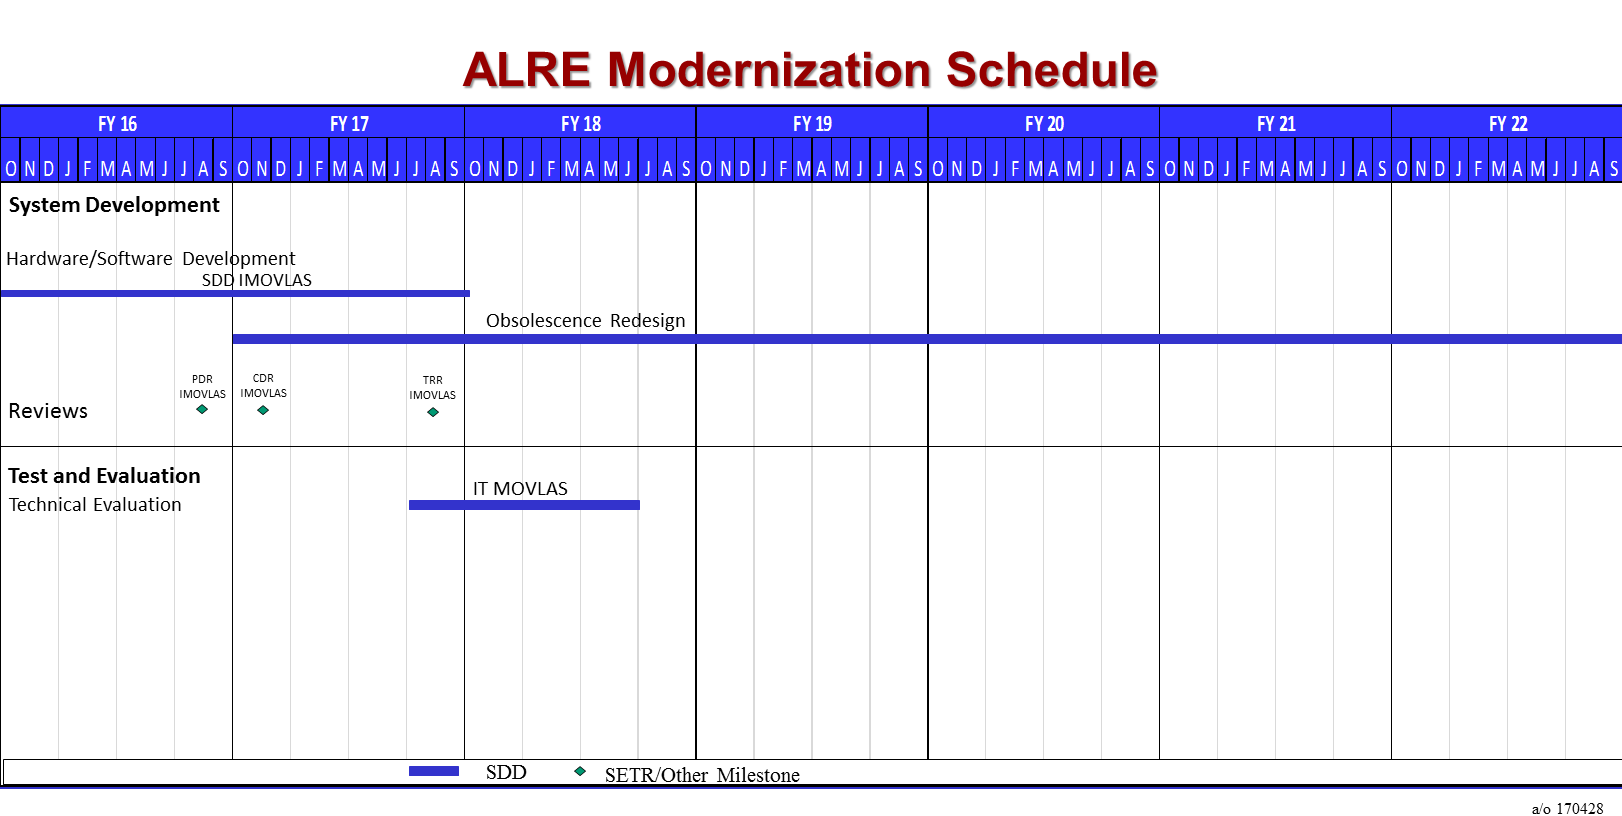 ALRE Modernization Schedule
FY 16 FY 17 FY 18 FY 19 FY 20 FY 21 FY 22
O N D J F M A M J J A S O N D J F M A M J J A S O N D J F M A M J J A S O N D J F M A M J J A S O N D J F M A M J J A S O N D J F M A M J J A S O N D J F M A M J J A S
System Development
Hardware/Software Development
SDD IMOVLAS
Obsolescence Redesign
PDR CDR TRR
IMOVLAS IMOVLAS IMOVLAS
Reviews
Test and Evaluation
IT MOVLAS
Technical Evaluation
SDD SETR/Other Milestone
a/o 170428